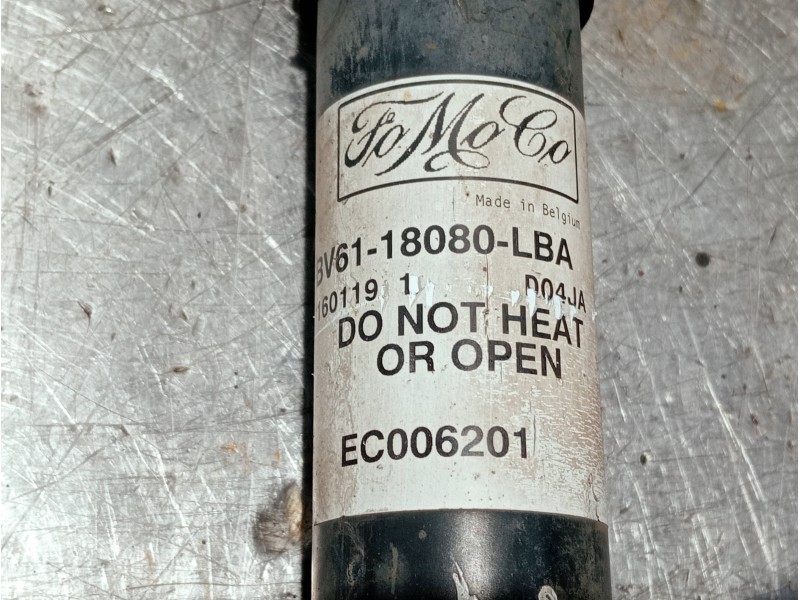 FoMoCo
Made in Belgium
BV61-18080-LBA
160119 1 D04JA
DO NOT HEAT
OR OPEN
EC006201